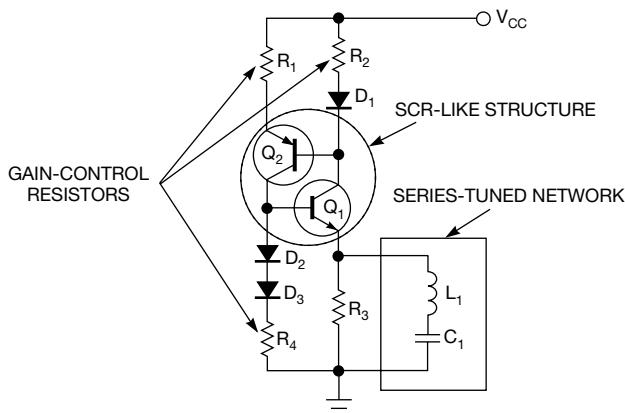 V_CC
R_1
R_2
D_1
SCR-LIKE STRUCTURE
Q_2
GAIN-CONTROL
RESISTORS
Q_1
SERIES-TUNED NETWORK
D_2
D_3
L_1
R_3
C_1
R_4